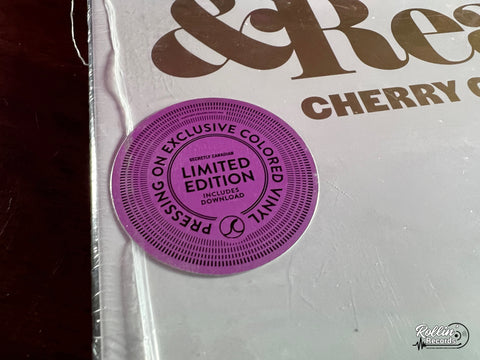 &Rea
CHERRY
PRESSING ON EXCLUSIVE COLORED VINYL
SECRETLY CANADIAN
LIMITED
EDITION
INCLUDES
DOWNLOAD
Rollin'
Records